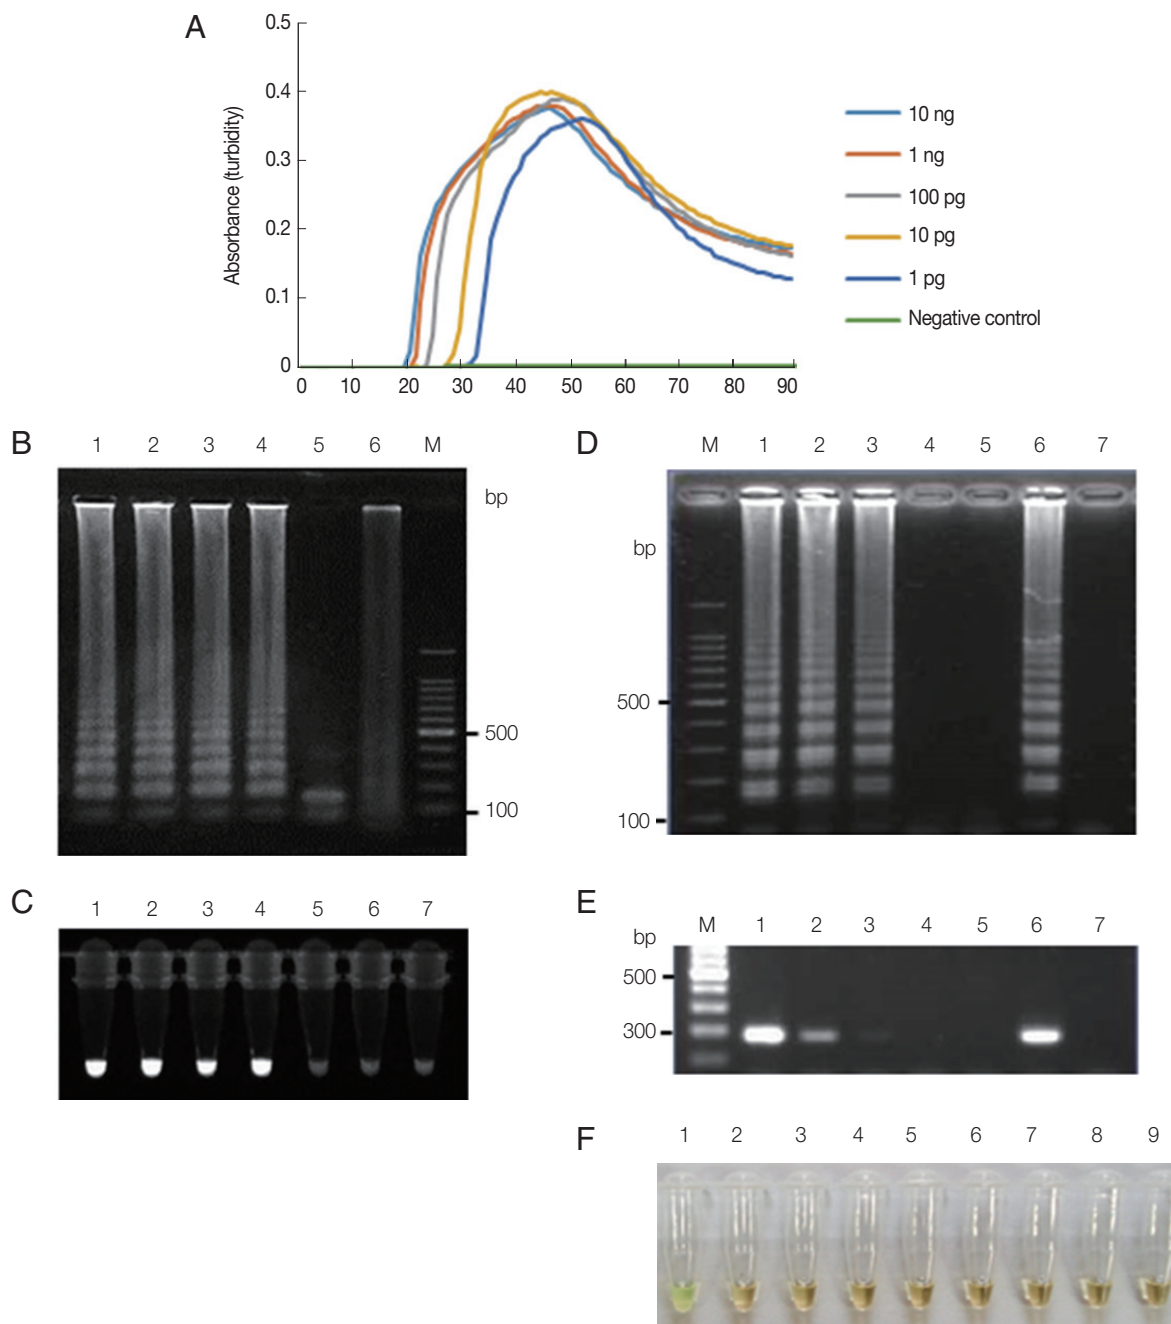 A
Absorbance (turbidity)
0.5
0.4
0.3
0.2
0.1
0
0 10 20 30 40 50 60 70 80 90
10 ng
1 ng
100 pg
10 pg
1 pg
Negative control
B
1 2 3 4 5 6 M
bp
500
100
C
1 2 3 4 5 6 7
D
M 1 2 3 4 5 6 7
bp
500
100
E
M 1 2 3 4 5 6 7
bp
500
300
F
1 2 3 4 5 6 7 8 9